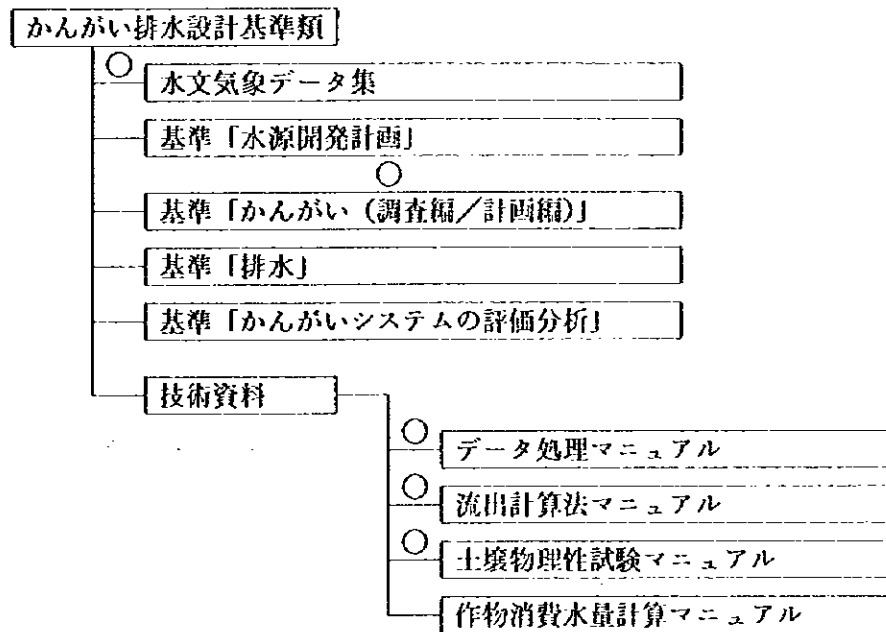 かんがい排水設計基準類
○
水文気象データ集
基準「水源開発計画」
○
基準「かんがい(調査編/計画編)」
基準「排水」
基準「かんがいシステムの評価分析」
技術資料
○
データ処理マニュアル
○
流出計算法マニュアル
○
土壌物理性試験マニュアル
作物消費水量計算マニュアル